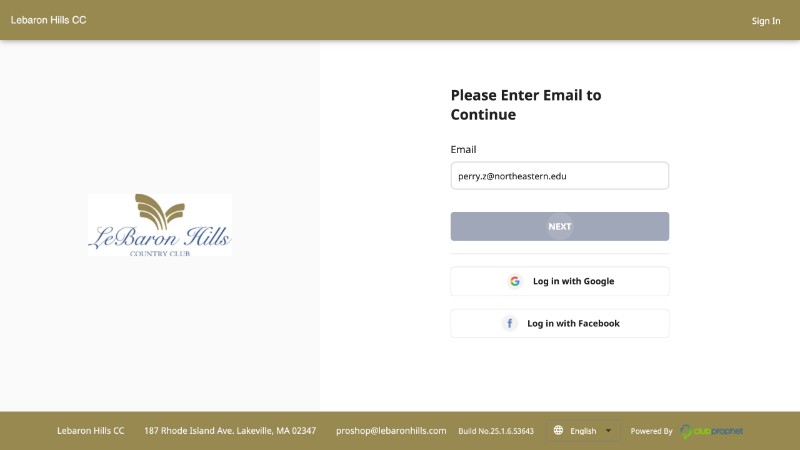 Lebaron Hills CC
Sign In
Please Enter Email to
Continue
Email
perry.z@northeastern.edu
NEXT
Log in with Google
Log in with Facebook
LeBaron Hills
COUNTRY CLUB
Lebaron Hills CC
187 Rhode Island Ave. Lakeville, MA 02347
proshop@lebaronhills.com
Build No.25.1.6.53643
English
Powered By
clubprophet